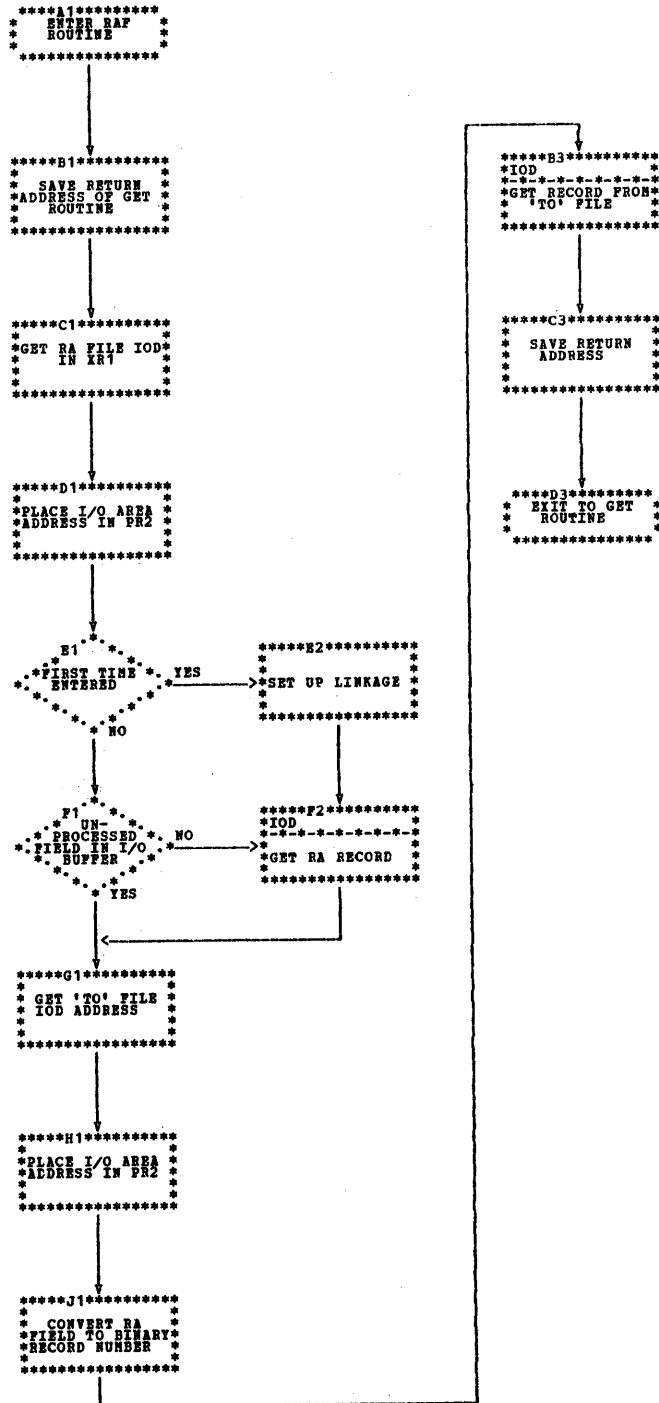 A1
ENTER RAF
ROUTINE
B1
SAVE RETURN
ADDRESS OF GET
ROUTINE
C1
GET RA FILE IOD
IN XR1
D1
PLACE I/O AREA
ADDRESS IN PR2
E1
FIRST TIME
ENTERED
YES
NO
E2
SET UP LINKAGE
F1
UN-
PROCESSED
FIELD IN I/O
BUFFER
NO
YES
F2
IOD
GET RA RECORD
G1
GET 'TO' FILE
IOD ADDRESS
H1
PLACE I/O AREA
ADDRESS IN PR2
J1
CONVERT RA
FIELD TO BINARY
RECORD NUMBER
B3
IOD
GET RECORD FROM
'TO' FILE
C3
SAVE RETURN
ADDRESS
D3
EXIT TO GET
ROUTINE